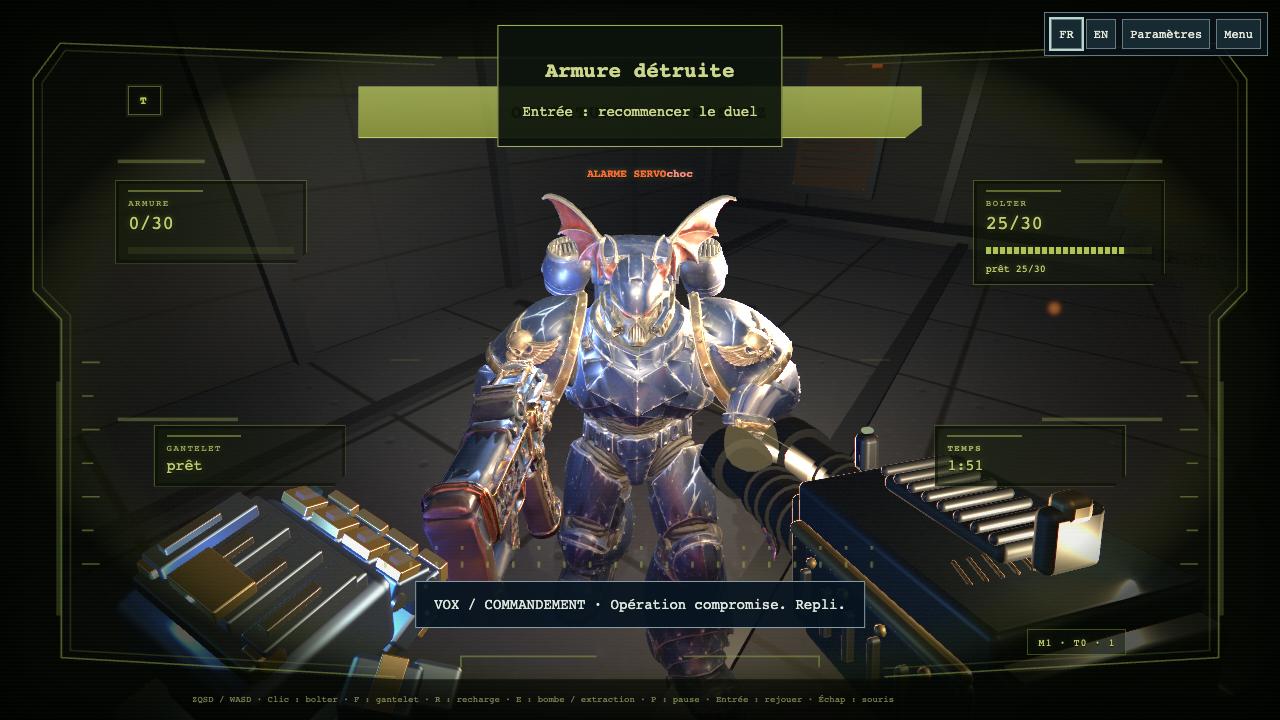 FR EN Paramètres Menu
Armure détruite
Entrée : recommencer le duel
T
ALARME SERVOchoc
ARMURE
0/30
BOLTER
25/30
prêt 25/30
GANTELET
prêt
TEMPS
1:51
VOX / COMMANDEMENT · Opération compromise. Repli.
M1 · T0 · 1
ZQSD / WASD · Clic : bolter · F : gantelet · R : recharge · E : bombe / extraction · P : pause · Entrée : rejouer · Échap : souris